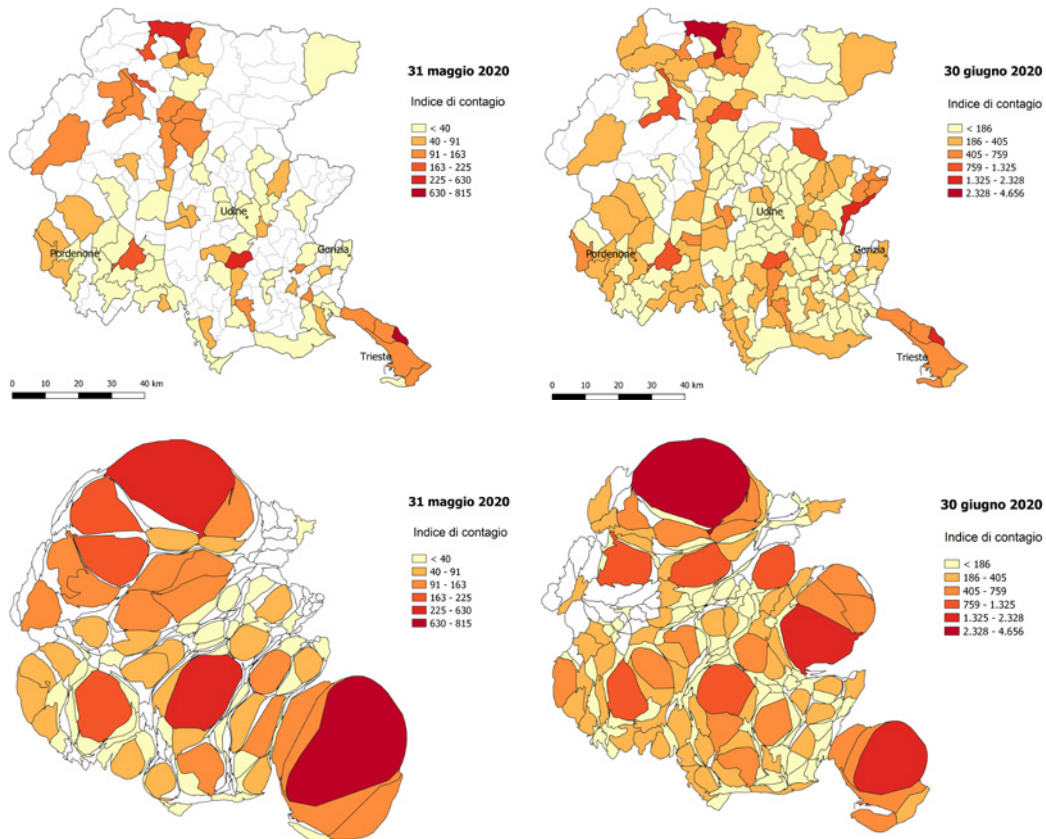 31 maggio 2020
Indice di contagio
< 40
40 - 91
91 - 163
163 - 225
225 - 630
630 - 815
Udine
Pordenone
Gorizia
Trieste
0 10 20 30 40 km
30 giugno 2020
Indice di contagio
< 186
186 - 405
405 - 759
759 - 1.325
1.325 - 2.328
2.328 - 4.656
Udine
Pordenone
Gorizia
Trieste
0 10 20 30 40 km
31 maggio 2020
Indice di contagio
< 40
40 - 91
91 - 163
163 - 225
225 - 630
630 - 815
30 giugno 2020
Indice di contagio
< 186
186 - 405
405 - 759
759 - 1.325
1.325 - 2.328
2.328 - 4.656